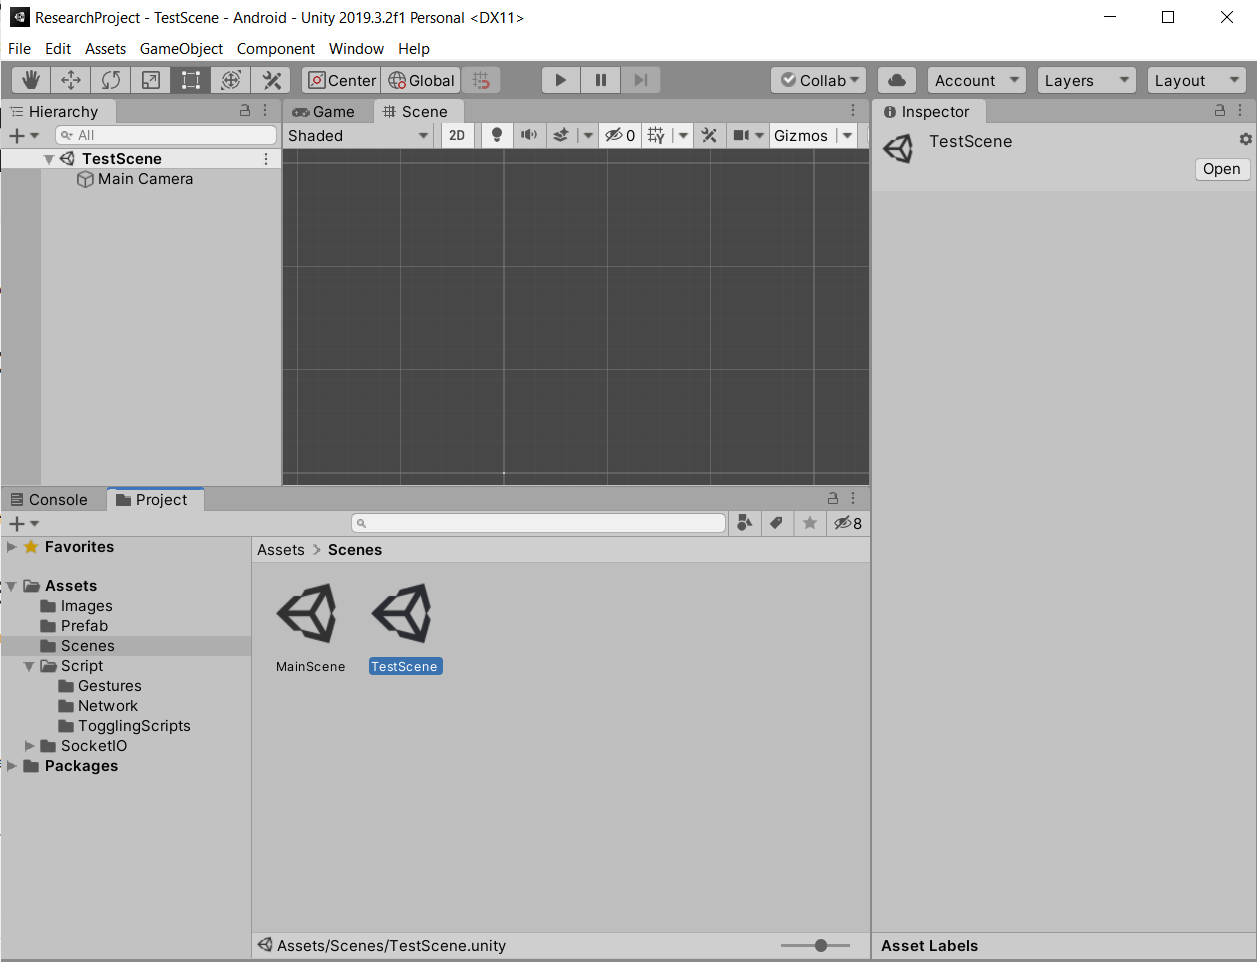 ResearchProject - TestScene - Android - Unity 2019.3.2f1 Personal <DX11>
File Edit Assets GameObject Component Window Help
Center Global Collab Account Layers Layout
Hierarchy
All
TestScene
Main Camera
Game Scene
Shaded 2D 0 Gizmos
Inspector
TestScene
Open
Console Project
8
Favorites
Assets
Images
Prefab
Scenes
Script
Gestures
Network
TogglingScripts
SocketIO
Packages
Assets > Scenes
MainScene TestScene
Assets/Scenes/TestScene.unity
Asset Labels